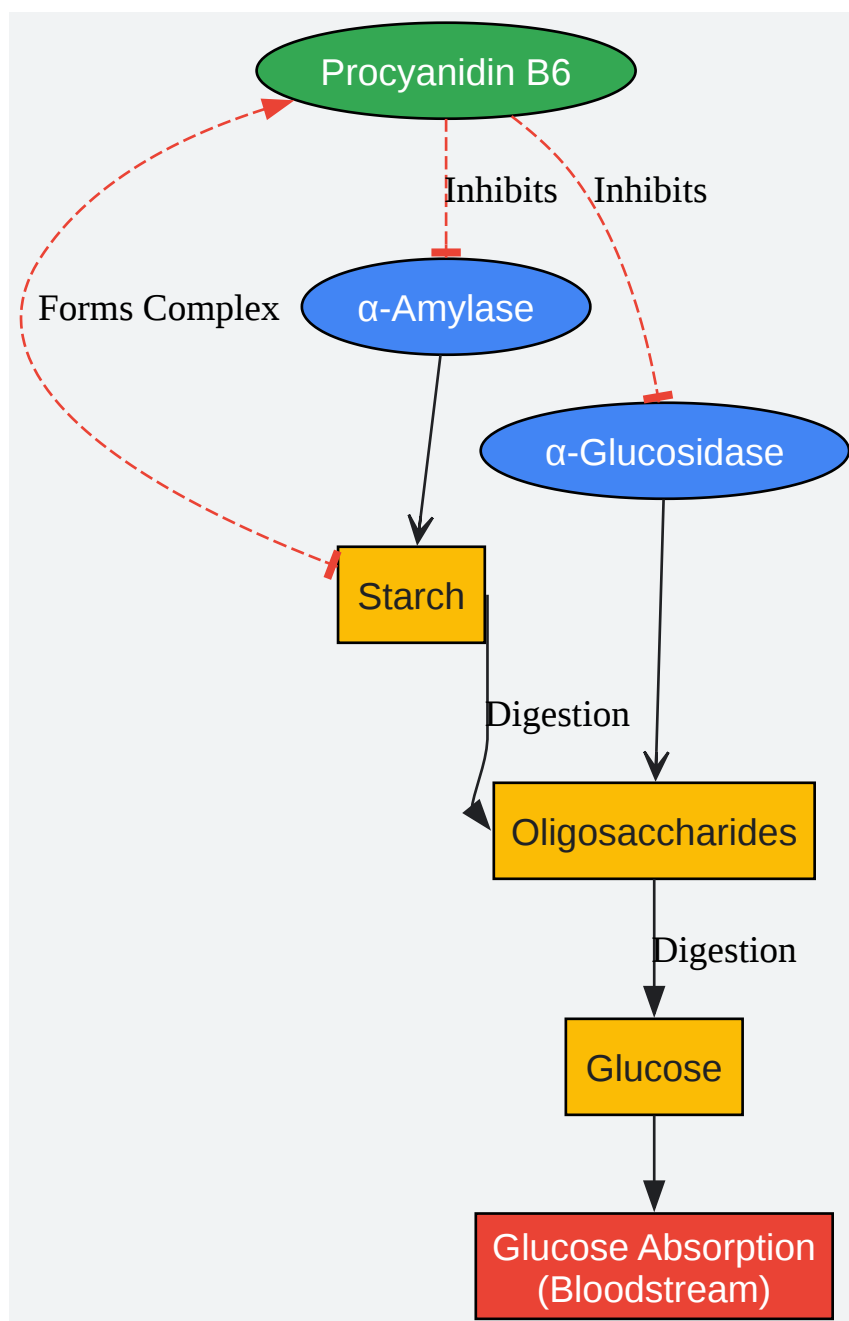 Procyanidin B6
Inhibits
Inhibits
Forms Complex
α-Amylase
α-Glucosidase
Starch
Digestion
Oligosaccharides
Digestion
Glucose
Glucose Absorption
(Bloodstream)